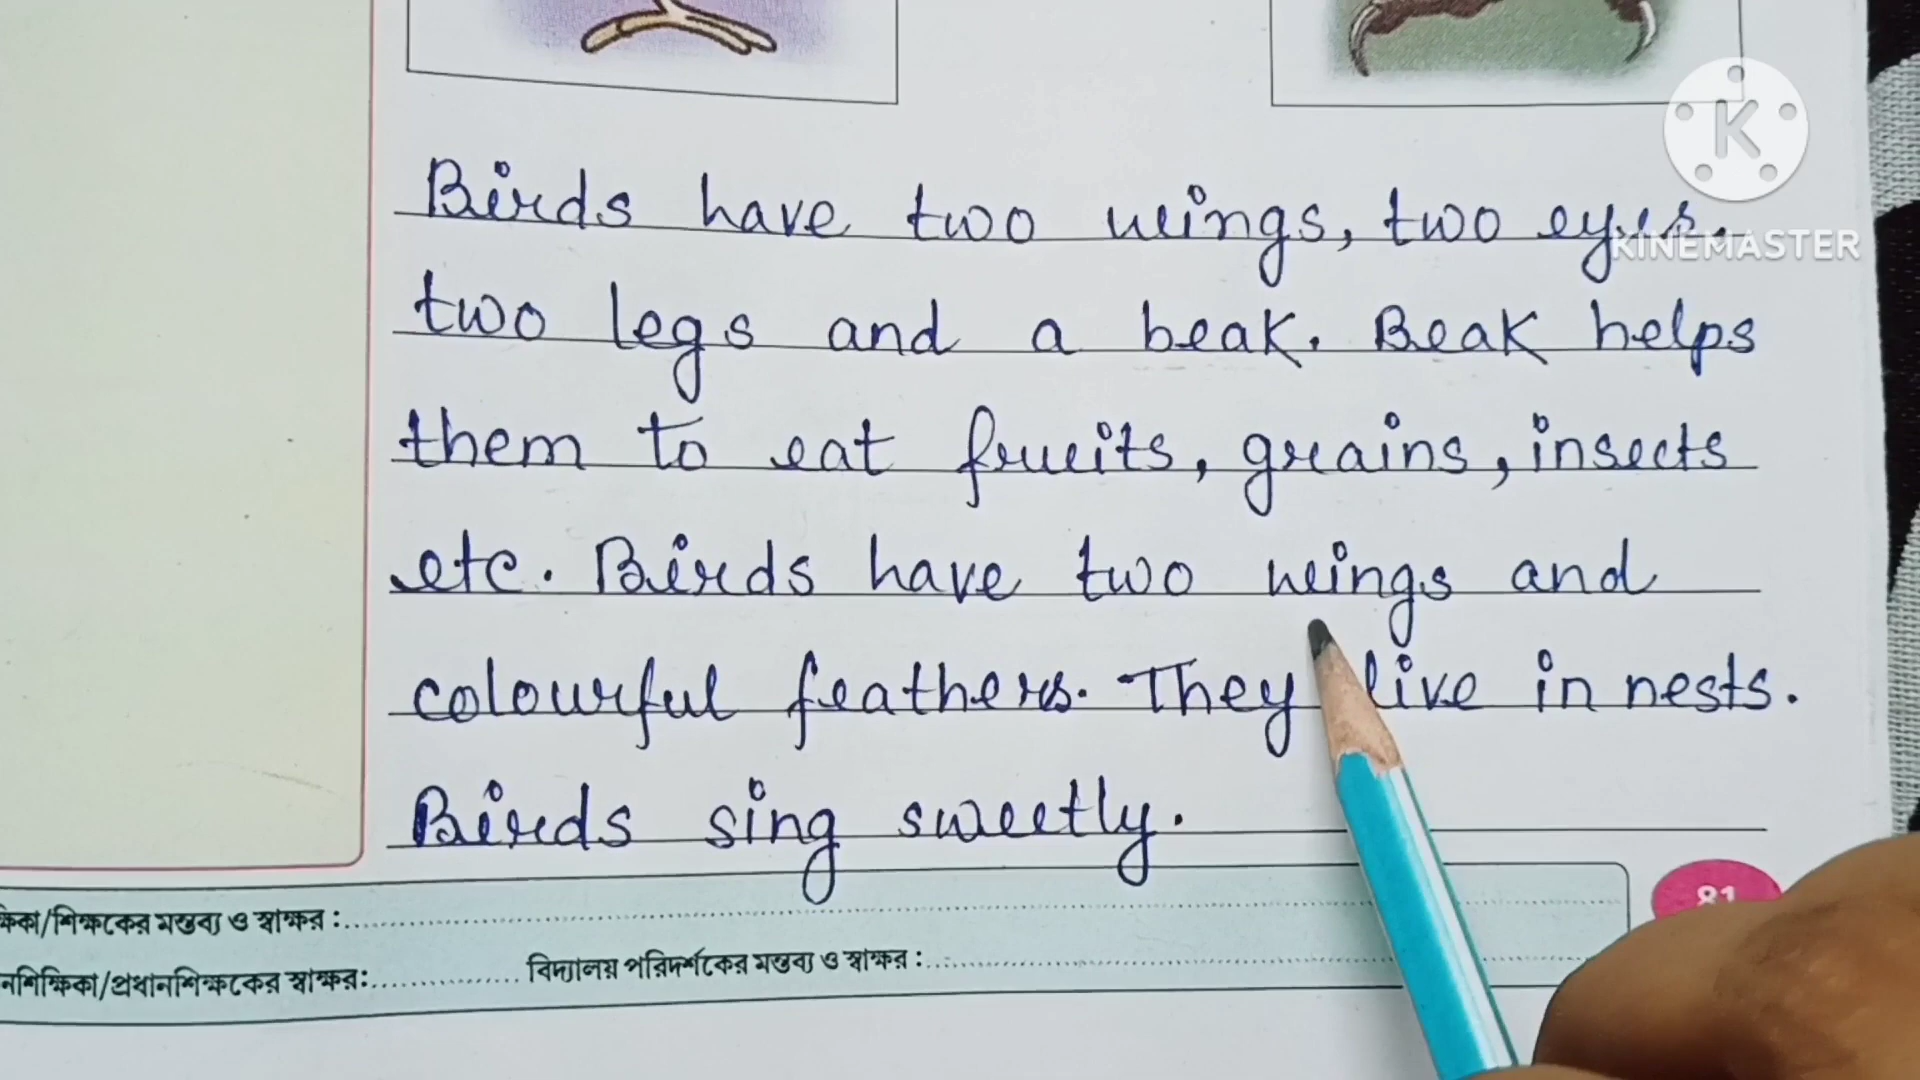 K
KINEMASTER
Birds have two wings, two eyes.
two legs and a beak. Beak helps
them to eat fruits, grains, insects
etc. Birds have two wings and
colourful feathers. They live in nests.
Birds sing sweetly.
81
শিক্ষকের মন্তব্য ও স্বাক্ষর :
প্রধানশিক্ষকের স্বাক্ষর: বিদ্যালয় পরিদর্শকের মন্তব্য ও স্বাক্ষর :